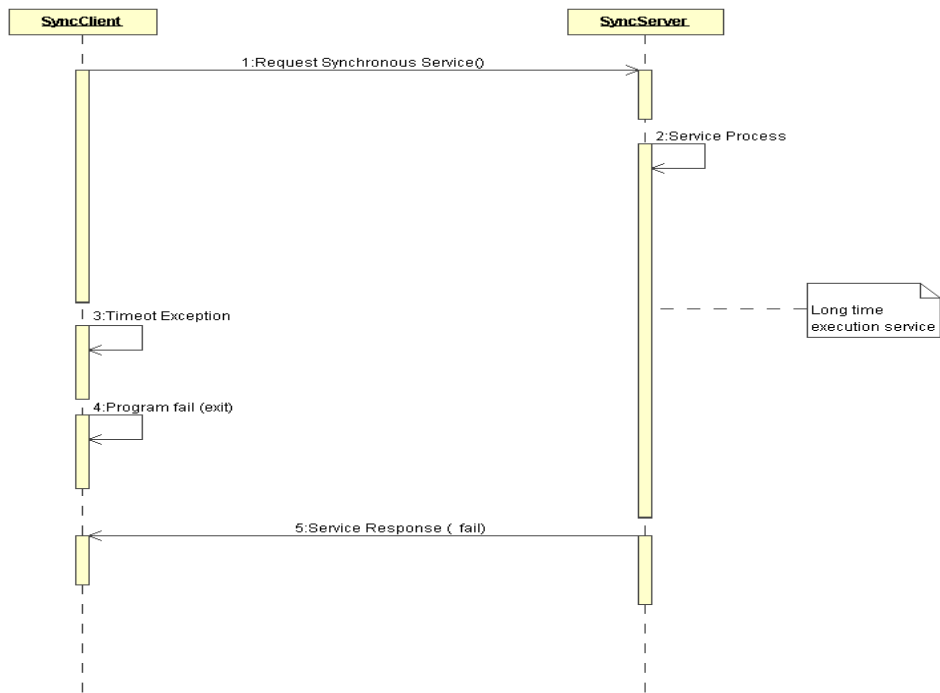 SyncClient
SyncServer
1:Request Synchronous Service()
2:Service Process
3:Timeot Exception
Long time
execution service
4:Program fail (exit)
5:Service Response ( fail)